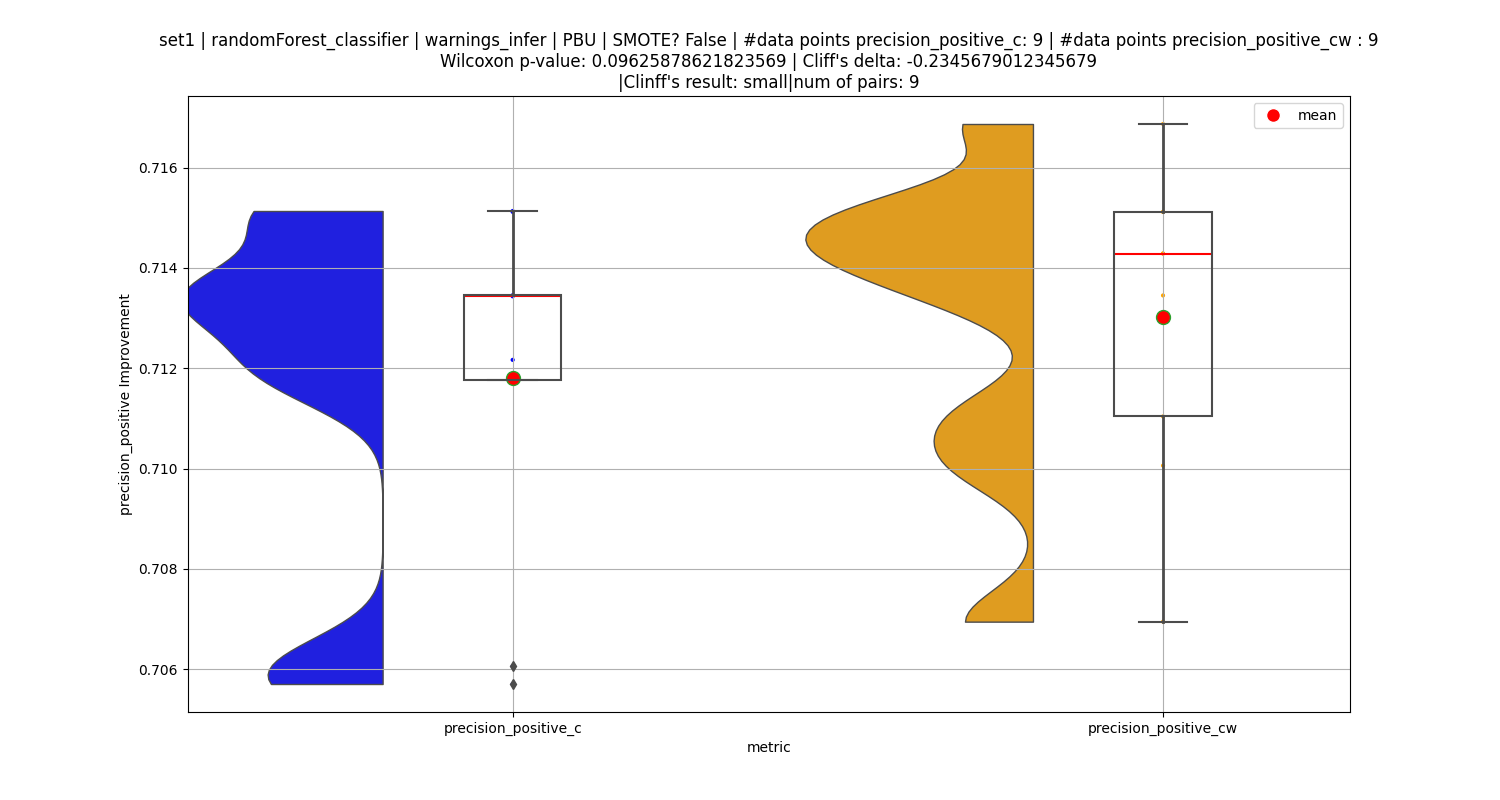 set1 | randomForest_classifier | warnings_infer | PBU | SMOTE? False | #data points precision_positive_c: 9 | #data points precision_positive_cw : 9
Wilcoxon p-value: 0.09625878621823569 | Cliff's delta: -0.2345679012345679
|Clinff's result: small|num of pairs: 9
mean
0.716
0.714
0.712
0.710
0.708
0.706
precision_positive Improvement
precision_positive_c
precision_positive_cw
metric